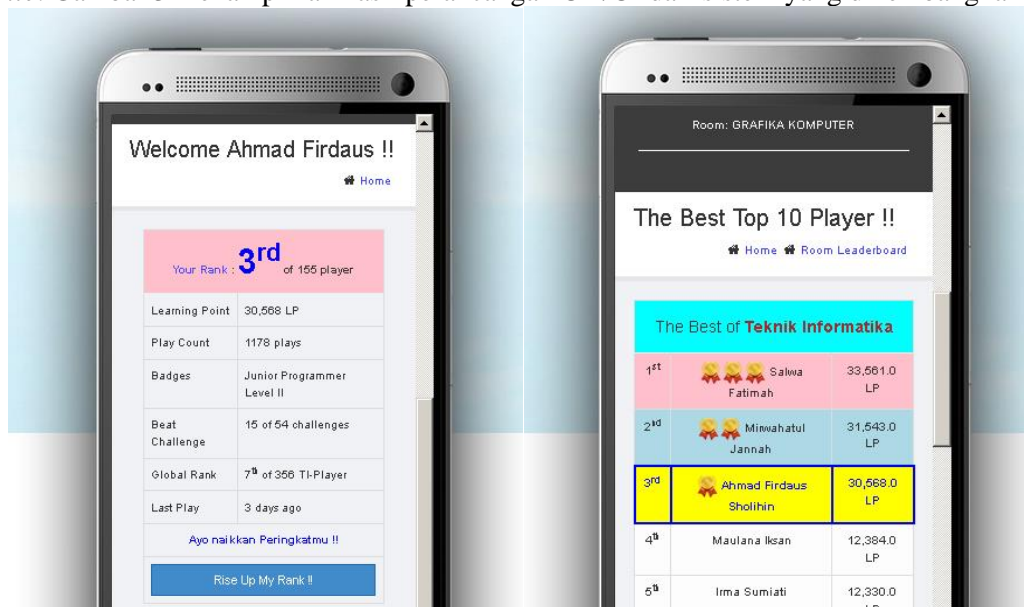 Welcome Ahmad Firdaus !!
Home
Your Rank : 3rd of 155 player
Learning Point 30,568 LP
Play Count 1178 plays
Badges Junior Programmer
Level II
Beat 15 of 54 challenges
Challenge
Global Rank 7th of 356 TI-Player
Last Play 3 days ago
Ayo naikkan Peringkatmu !!
Rise Up My Rank !!
Room: GRAFIKA KOMPUTER
The Best Top 10 Player !!
Home Room Leaderboard
The Best of Teknik Informatika
1st Salwa 33,561.0
Fatimah LP
2nd Minwahatul 31,543.0
Jannah LP
3rd Ahmad Firdaus 30,568.0
Sholihin LP
4th Maulana Iksan 12,384.0
LP
5th Irma Sumiati 12,330.0
LP